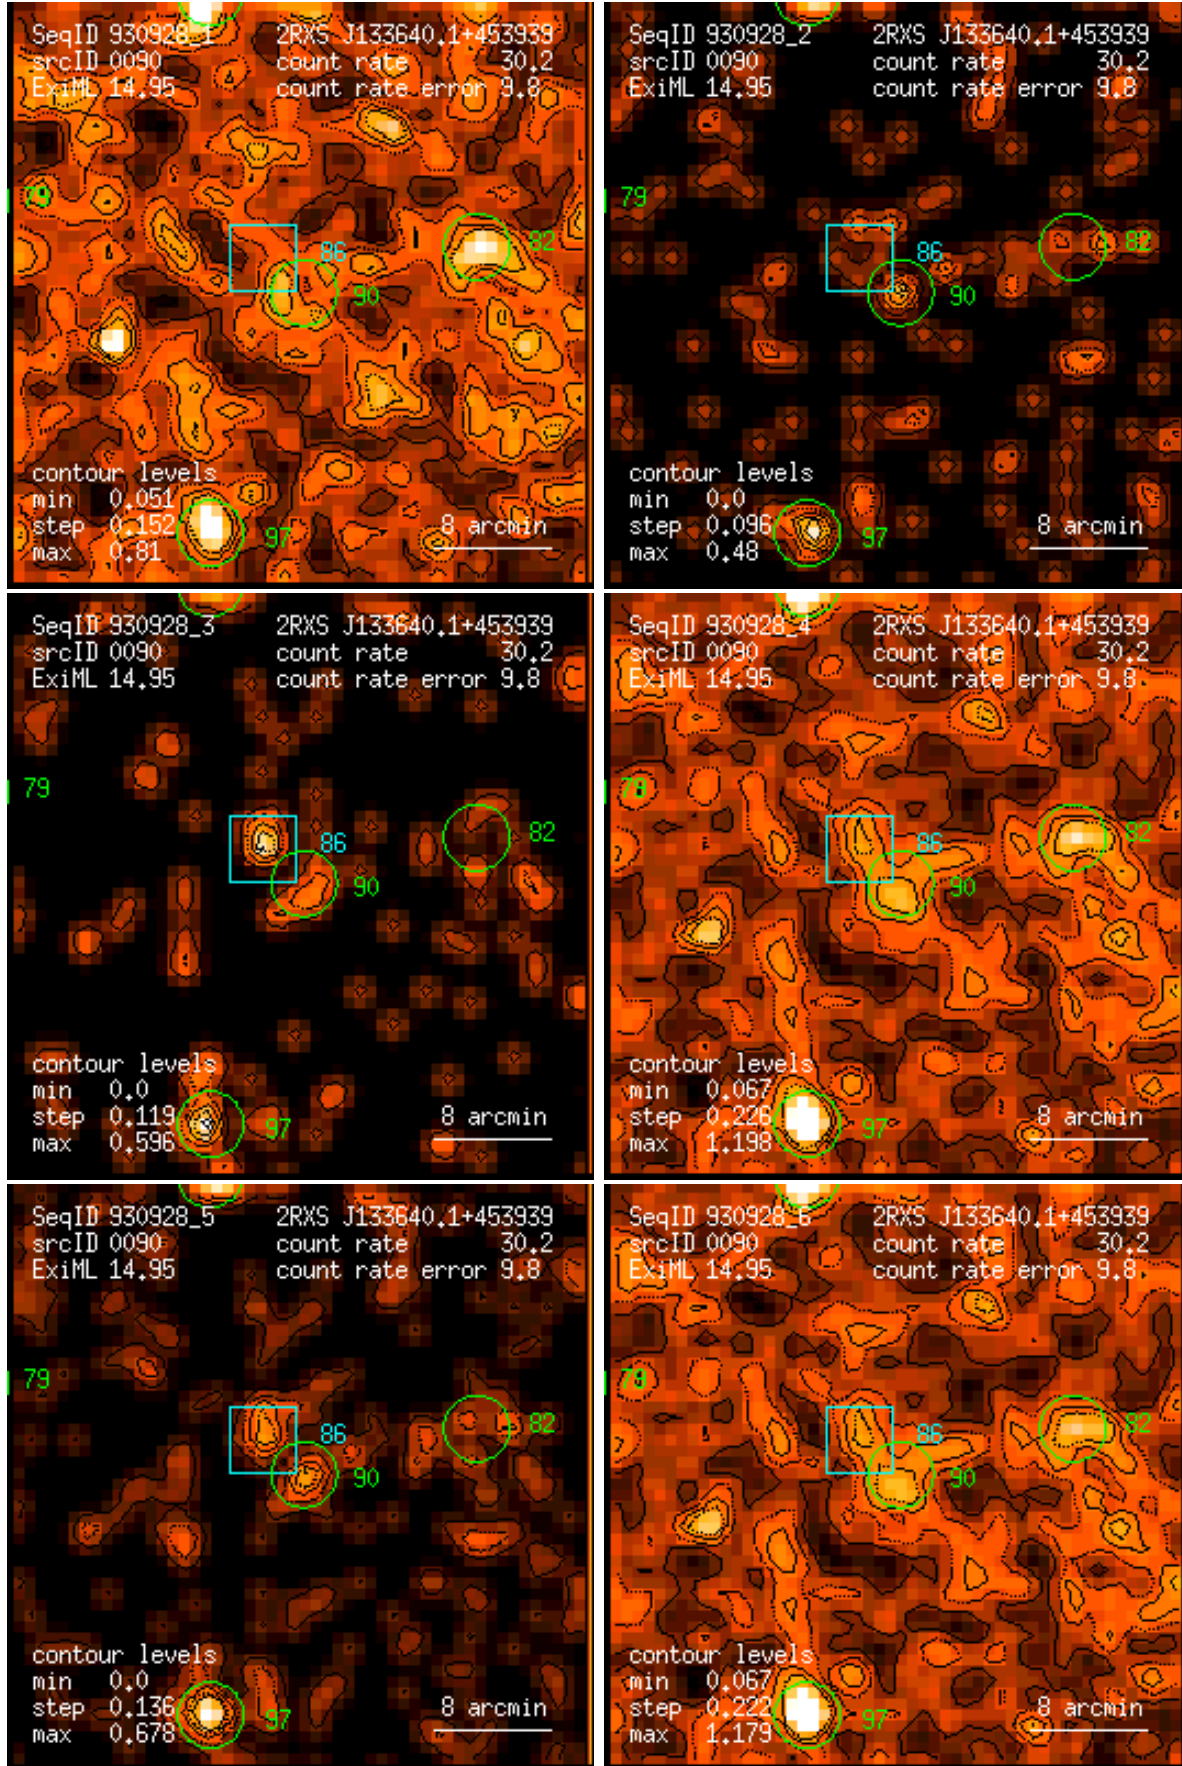 SeqID 930928_1 2RXS J133640.1+453939
srcID 0090 count rate 30.2
ExiML 14.95 count rate error 9.8
79
82
86
90
contour levels
min 0.051
step 0.152
max 0.81
97
8 arcmin
SeqID 930928_2 2RXS J133640.1+453939
srcID 0090 count rate 30.2
ExiML 14.95 count rate error 9.8
79
82
86
90
contour levels
min 0.0
step 0.096
max 0.48
97
8 arcmin
SeqID 930928_3 2RXS J133640.1+453939
srcID 0090 count rate 30.2
ExiML 14.95 count rate error 9.8
79
82
86
90
contour levels
min 0.0
step 0.119
max 0.596
97
8 arcmin
SeqID 930928_4 2RXS J133640.1+453939
srcID 0090 count rate 30.2
ExiML 14.95 count rate error 9.8
79
82
86
90
contour levels
min 0.067
step 0.226
max 1.198
97
8 arcmin
SeqID 930928_5 2RXS J133640.1+453939
srcID 0090 count rate 30.2
ExiML 14.95 count rate error 9.8
79
82
86
90
contour levels
min 0.0
step 0.136
max 0.678
97
8 arcmin
SeqID 930928_6 2RXS J133640.1+453939
srcID 0090 count rate 30.2
ExiML 14.95 count rate error 9.8
79
82
86
90
contour levels
min 0.067
step 0.222
max 1.179
97
8 arcmin